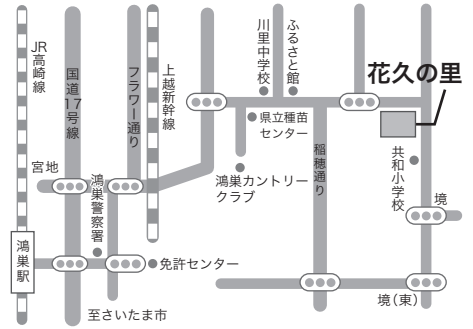 JR高崎線
国道17号線
フラワー通り
上越新幹線
川里中学校
ふるさと館
花久の里
県立種苗
センター
稲穂通り
共和小学校
宮地
鴻巣警察署
鴻巣カントリー
クラブ
境
鴻巣駅
免許センター
境(東)
至さいたま市